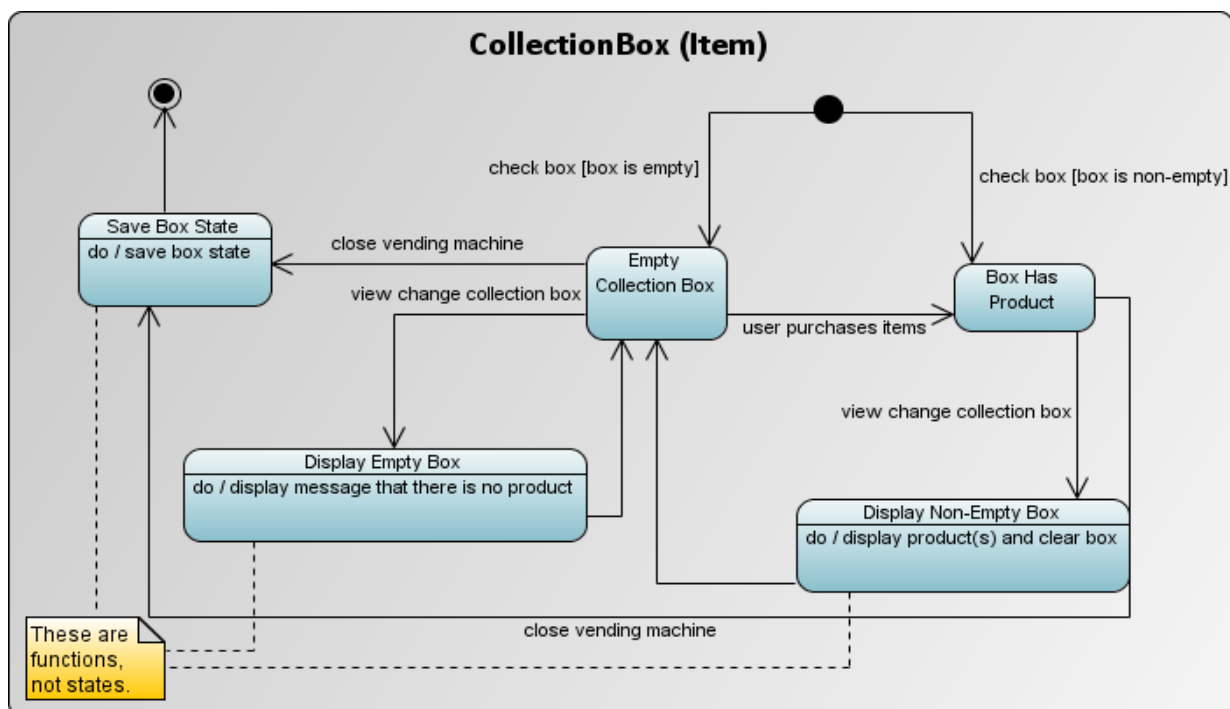 CollectionBox (Item)
check box [box is empty]
check box [box is non-empty]
Save Box State
do / save box state
close vending machine
Empty
Collection Box
Box Has
Product
view change collection box
user purchases items
view change collection box
Display Empty Box
do / display message that there is no product
Display Non-Empty Box
do / display product(s) and clear box
close vending machine
These are
functions,
not states.